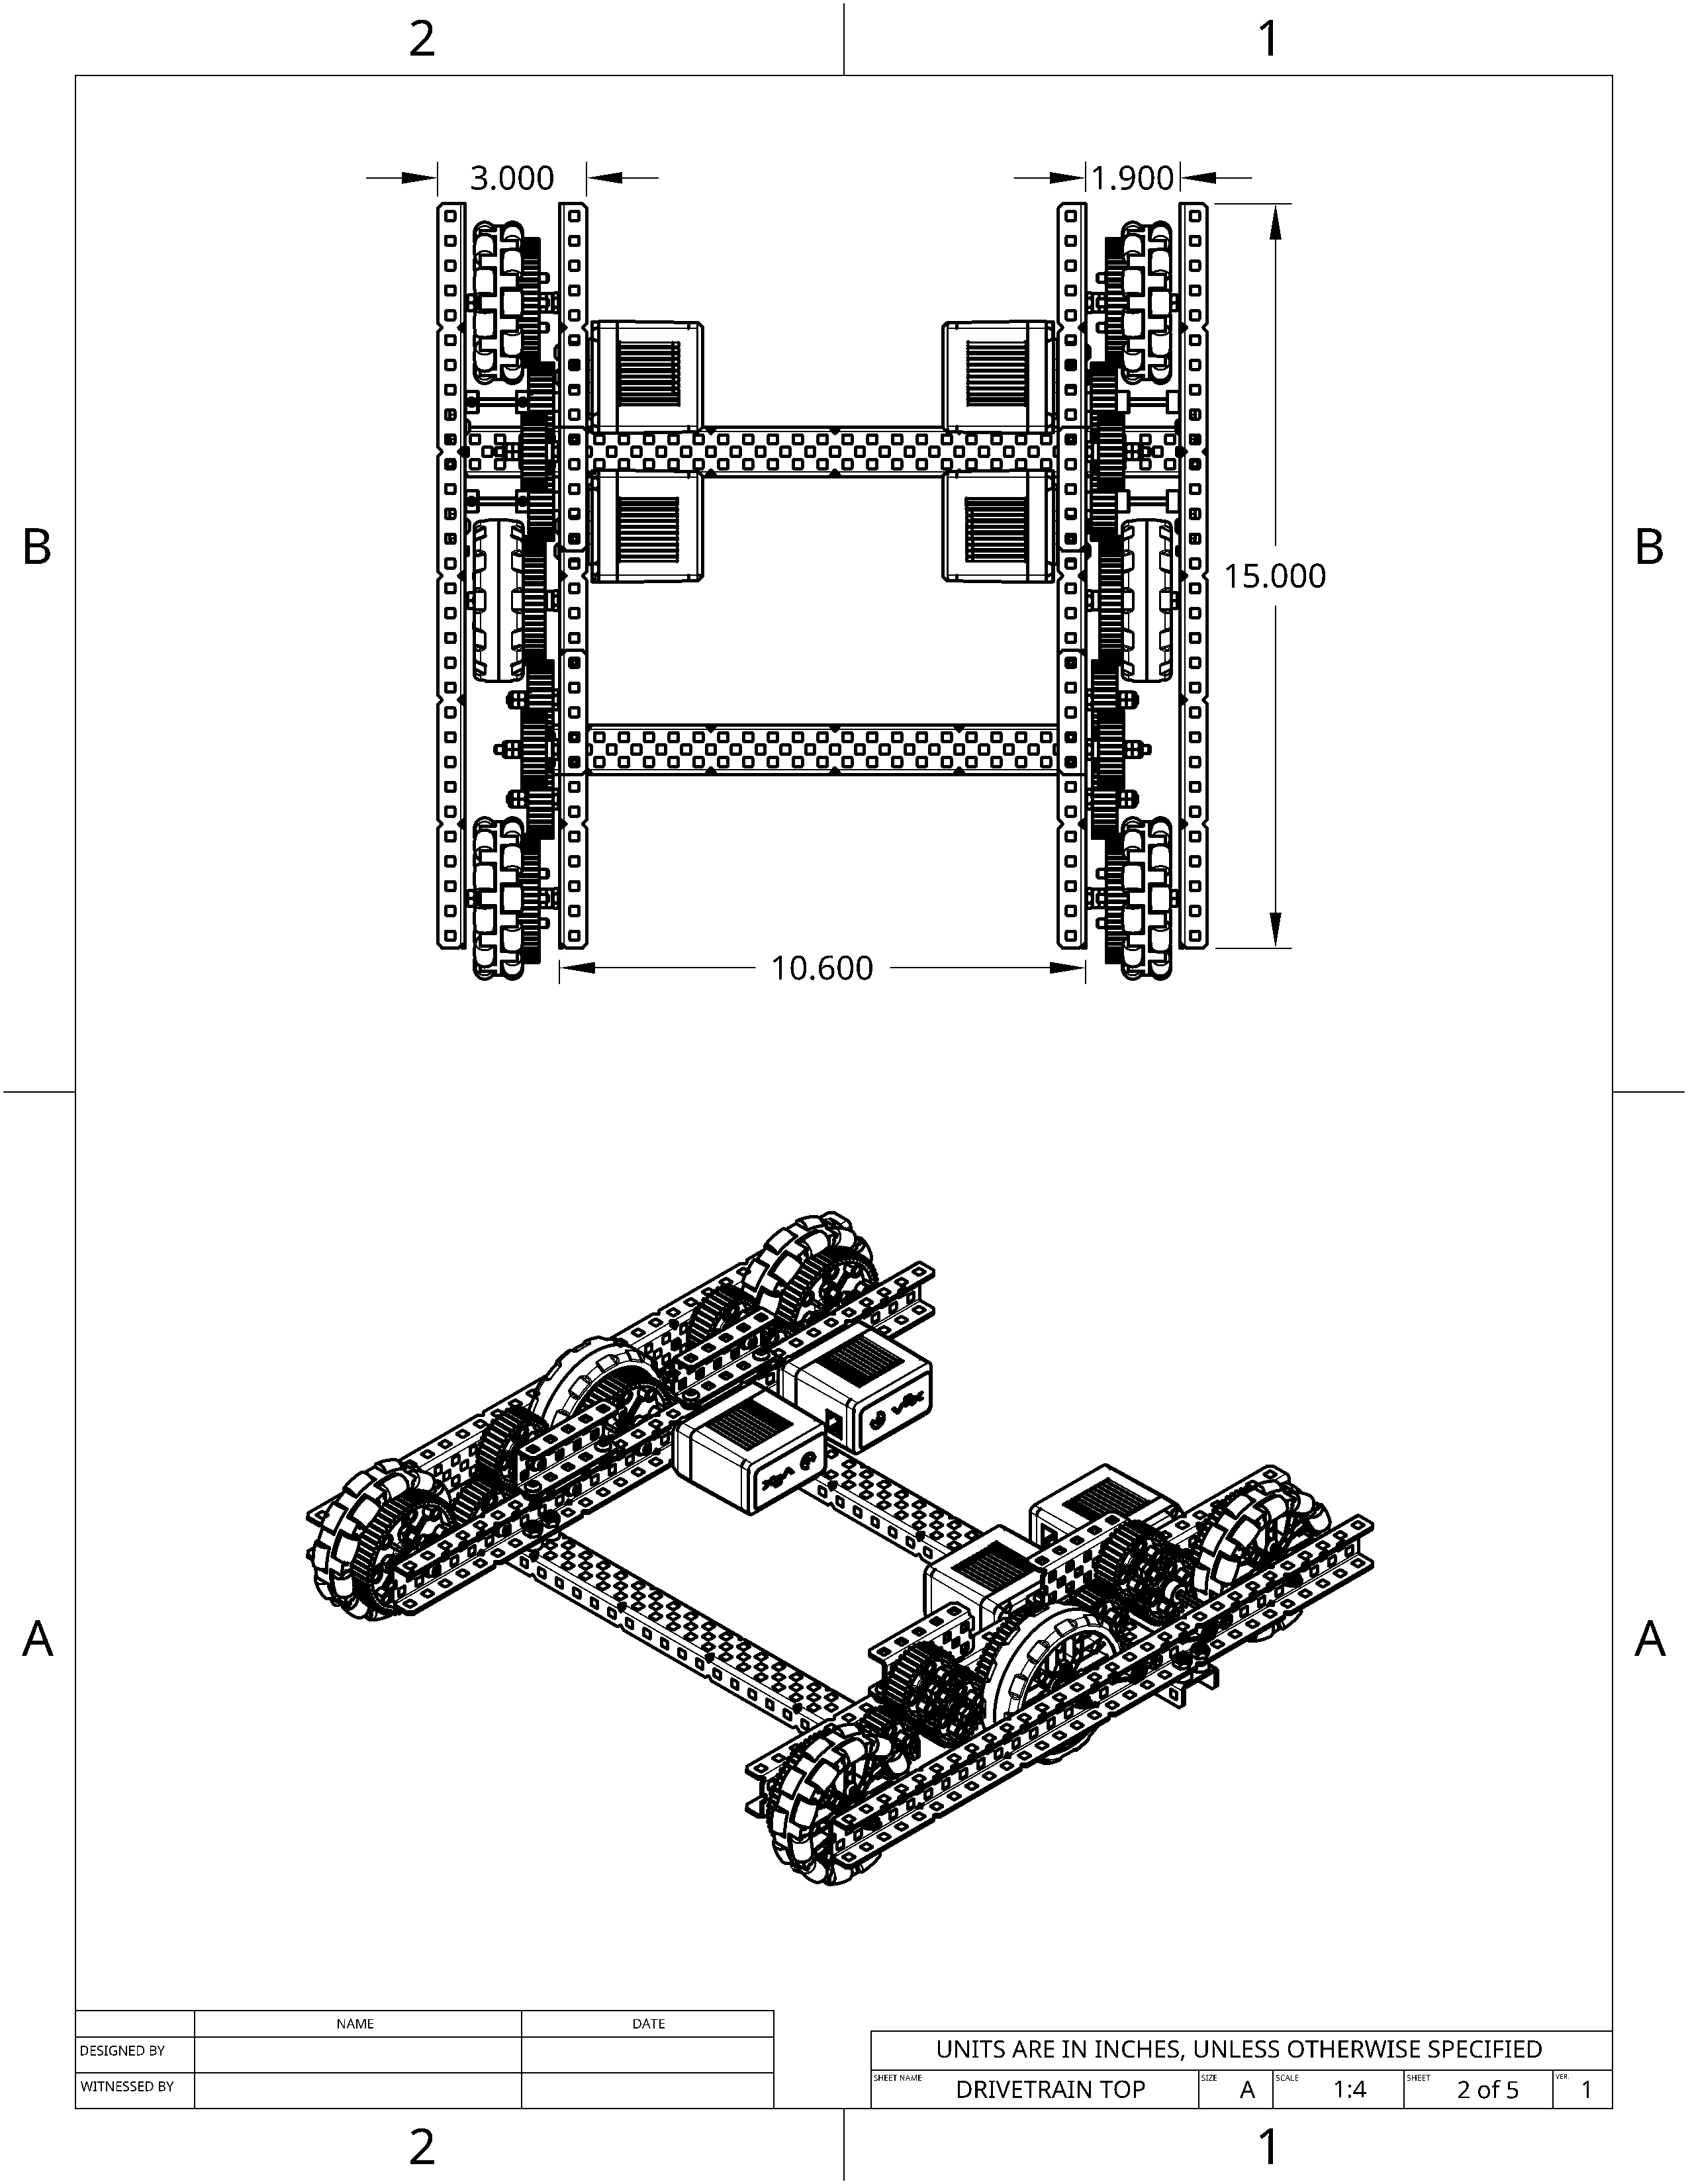 2 1
3.000 1.900
B B
15.000
10.600
VEX
VEX
A A
NAME DATE
DESIGNED BY
WITNESSED BY
UNITS ARE IN INCHES, UNLESS OTHERWISE SPECIFIED
SHEET NAME DRIVETRAIN TOP SIZE A SCALE 1:4 SHEET 2 of 5 VER. 1
2 1